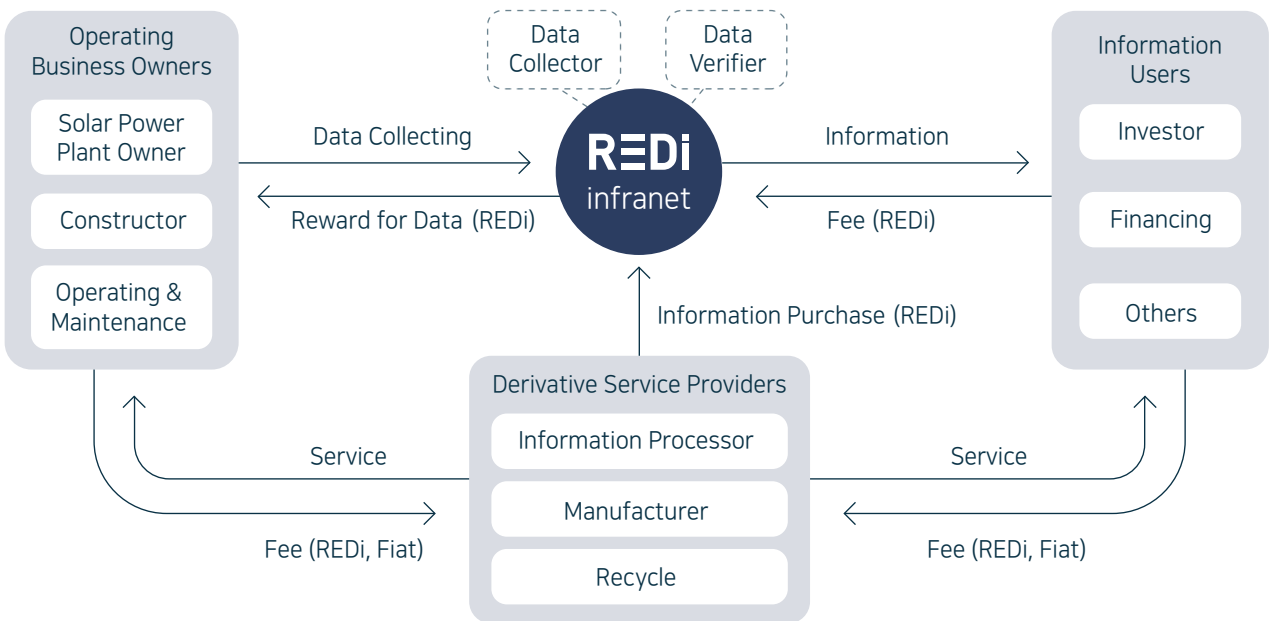 Operating
Business Owners
Solar Power
Plant Owner
Constructor
Operating &
Maintenance
Data
Collector
Data
Verifier
REDi
infranet
Data Collecting
Reward for Data (REDi)
Information
Fee (REDi)
Information Purchase (REDi)
Information
Users
Investor
Financing
Others
Derivative Service Providers
Information Processor
Manufacturer
Recycle
Service
Fee (REDi, Fiat)
Service
Fee (REDi, Fiat)